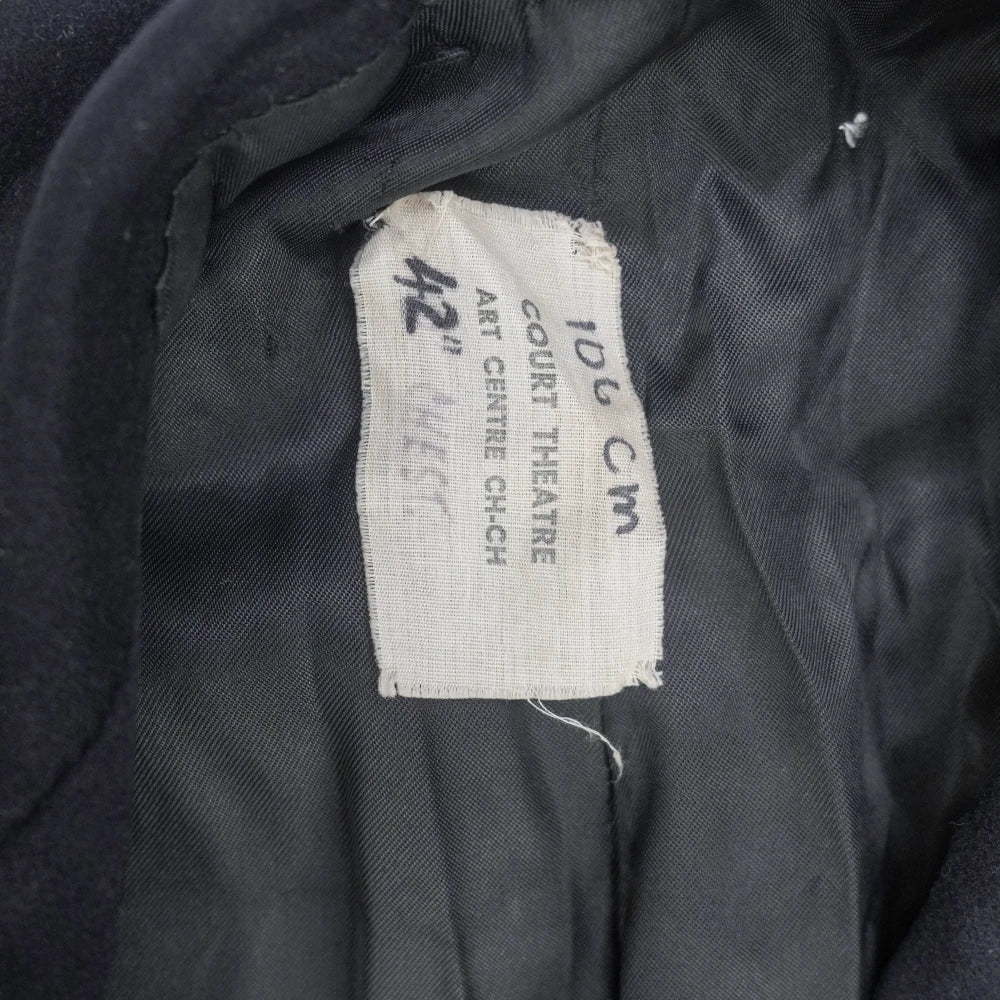 106 CM
COURT THEATRE
ART CENTRE CH-CH
42"